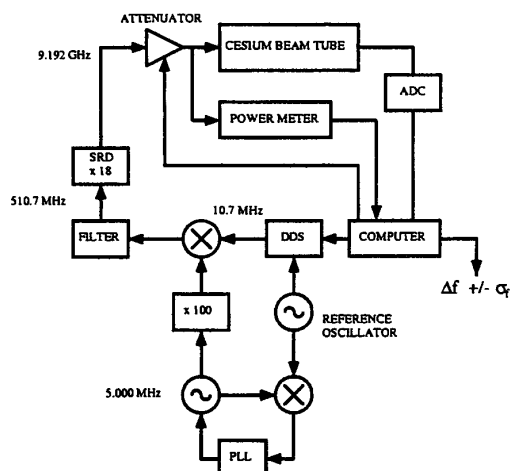 ATTENUATOR
9.192 GHz
CESIUM BEAM TUBE
ADC
POWER METER
SRD
x 18
510.7 MHz
10.7 MHz
FILTER
DDS
COMPUTER
Δf +/- σf
x 100
REFERENCE
OSCILLATOR
5.000 MHz
PLL